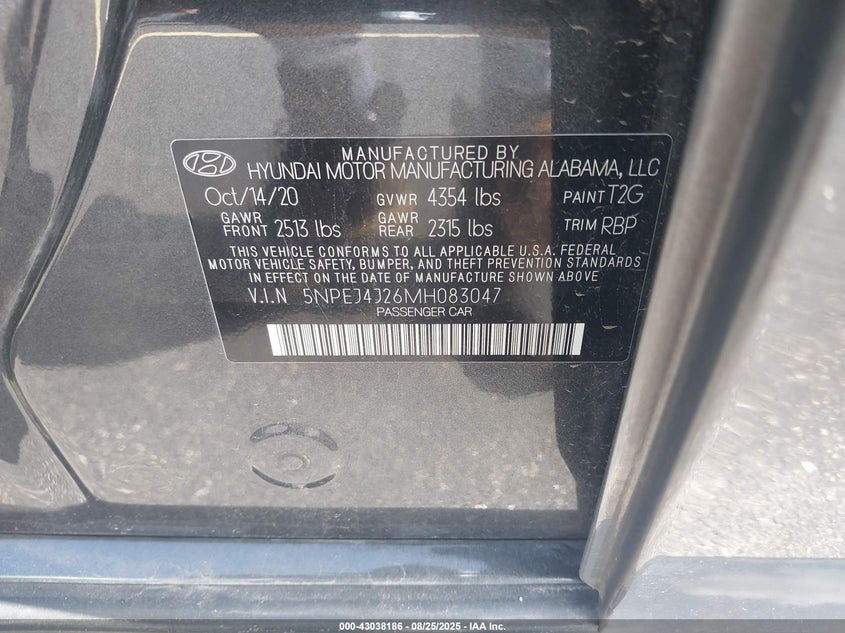 MANUFACTURED BY
HYUNDAI MOTOR MANUFACTURING ALABAMA, LLC
Oct/14/20 GVWR 4354 lbs PAINT T2G
GAWR FRONT 2513 lbs GAWR REAR 2315 lbs TRIM RBP
THIS VEHICLE CONFORMS TO ALL APPLICABLE U.S.A. FEDERAL
MOTOR VEHICLE SAFETY, BUMPER, AND THEFT PREVENTION STANDARDS
IN EFFECT ON THE DATE OF MANUFACTURE SHOWN ABOVE
V.I.N 5NPEJ4J26MH083047
PASSENGER CAR
000-43038186 - 08/25/2025 - IAA Inc.